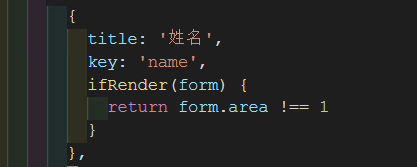 {
title: '姓名',
key: 'name',
ifRender(form) {
return form.area !== 1
}
},